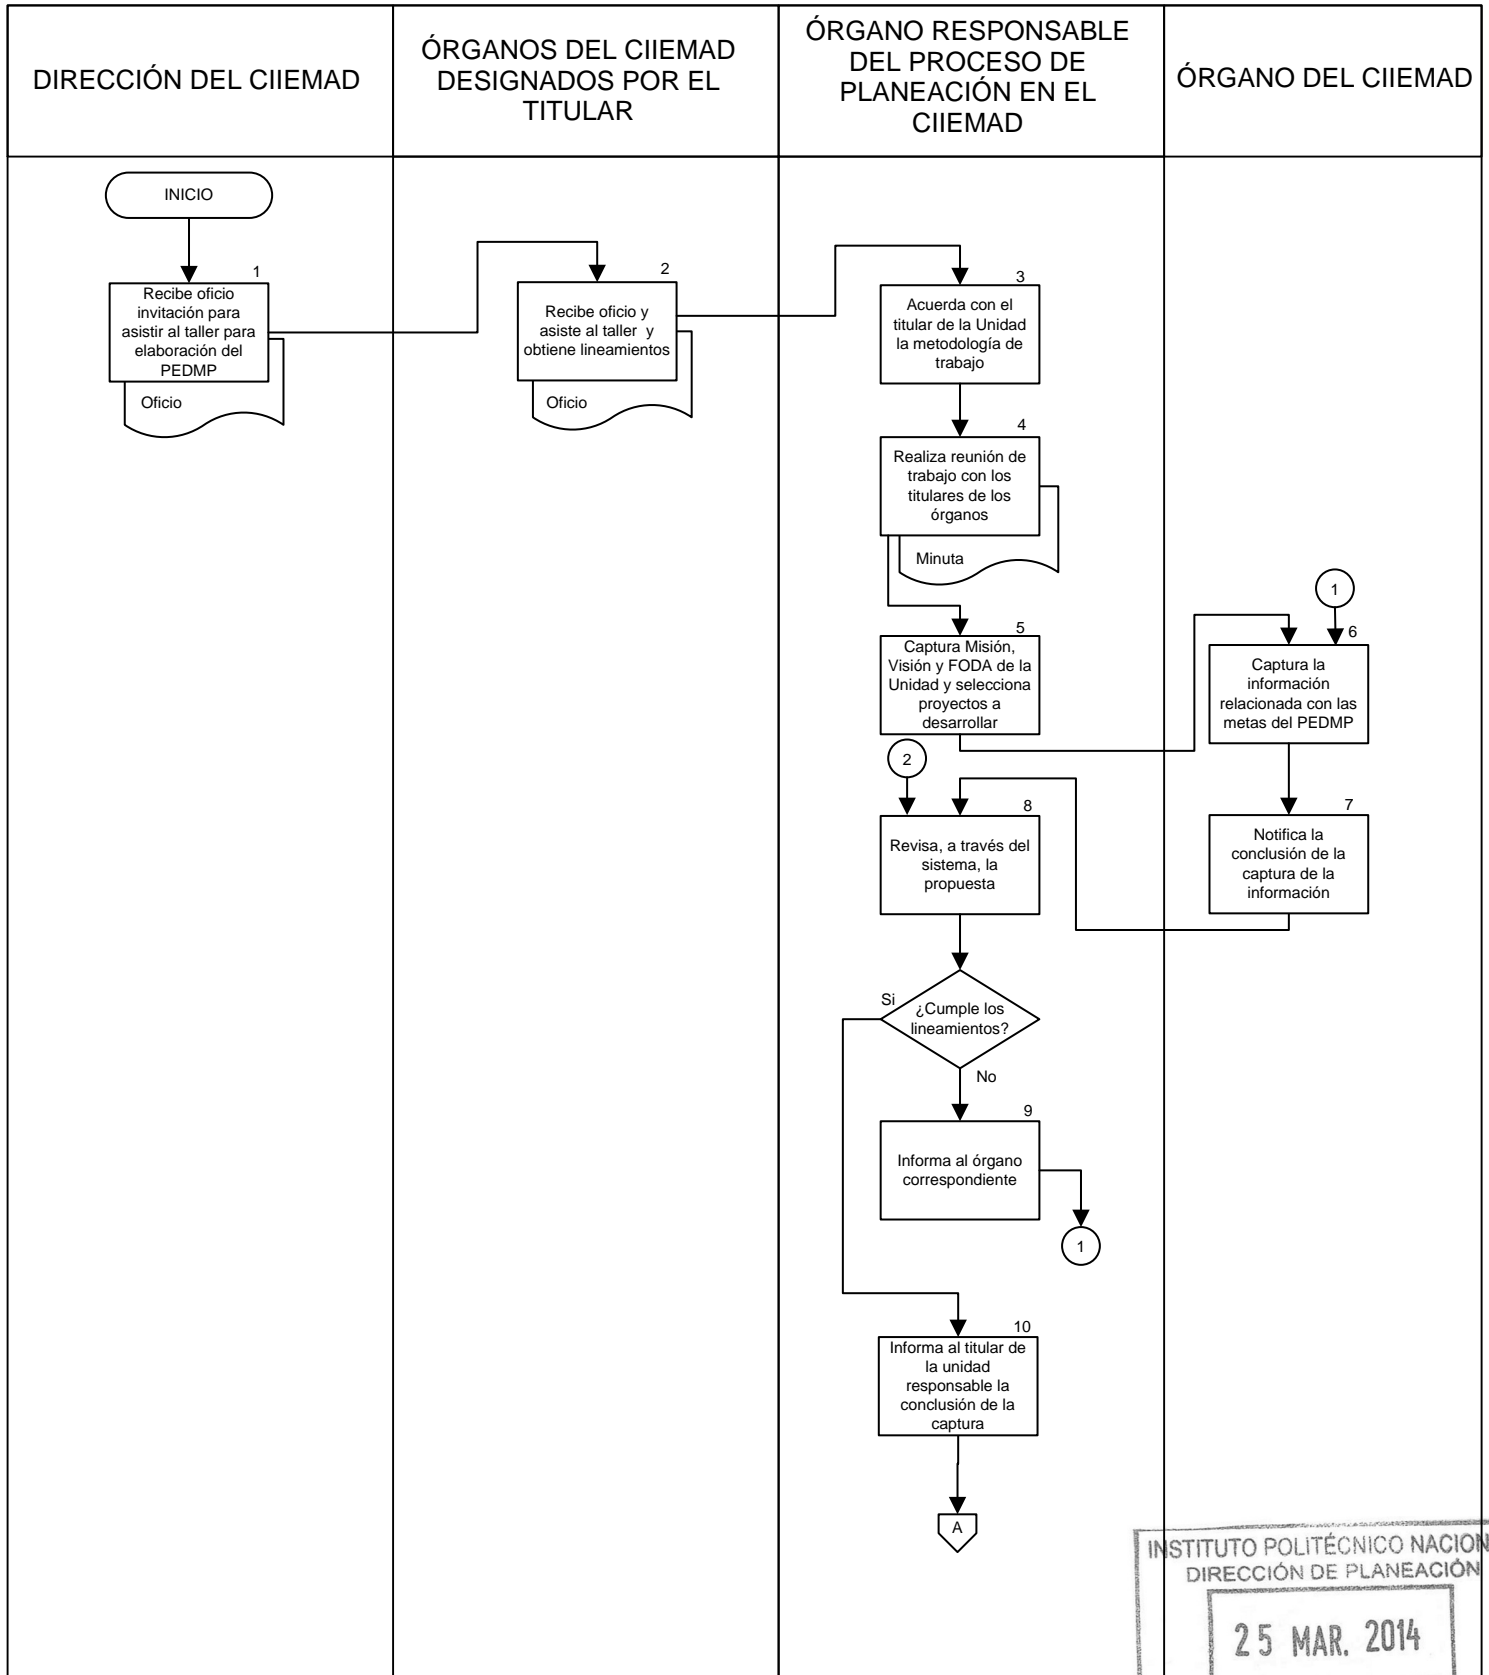 DIRECCIÓN DEL CIIEMAD
ÓRGANOS DEL CIIEMAD
DESIGNADOS POR EL
TITULAR
ÓRGANO RESPONSABLE
DEL PROCESO DE
PLANEACIÓN EN EL
CIIEMAD
ÓRGANO DEL CIIEMAD
INICIO
1
Recibe oficio
invitación para
asistir al taller para
elaboración del
PEDMP
Oficio
2
Recibe oficio y
asiste al taller y
obtiene lineamientos
Oficio
3
Acuerda con el
titular de la Unidad
la metodología de
trabajo
4
Realiza reunión de
trabajo con los
titulares de los
órganos
Minuta
5
Captura Misión,
Visión y FODA de la
Unidad y selecciona
proyectos a
desarrollar
1
6
Captura la
información
relacionada con las
metas del PEDMP
7
Notifica la
conclusión de la
captura de la
información
2
8
Revisa, a través del
sistema, la
propuesta
¿Cumple los
lineamientos?
Si
No
9
Informa al órgano
correspondiente
1
10
Informa al titular de
la unidad
responsable la
conclusión de la
captura
A
INSTITUTO POLITÉCNICO NACION
DIRECCIÓN DE PLANEACIÓN
25 MAR. 2014